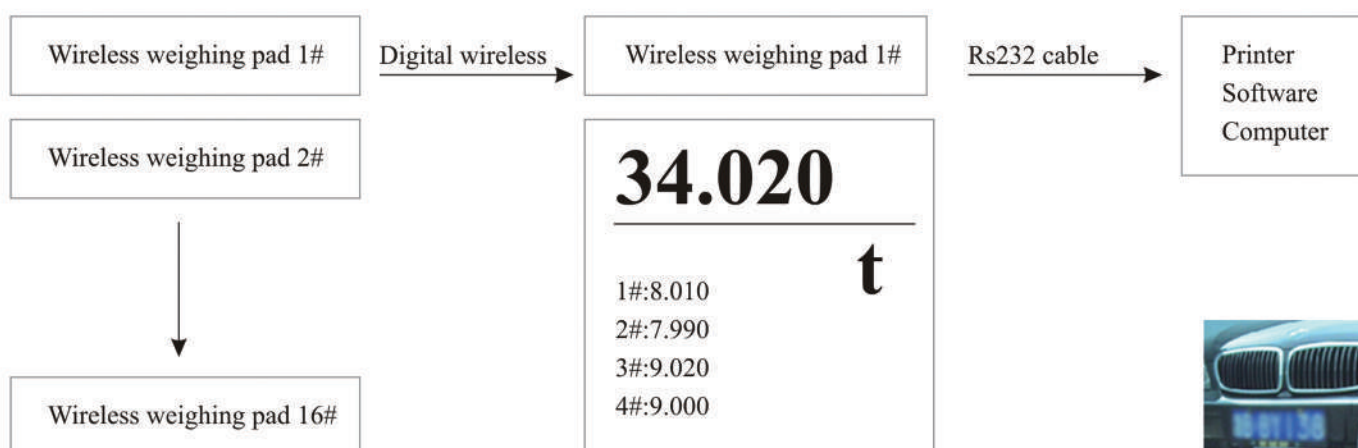 Wireless weighing pad 1#
Digital wireless
Wireless weighing pad 1#
Rs232 cable
Printer
Software
Computer
Wireless weighing pad 2#
34.020
t
1#:8.010
2#:7.990
3#:9.020
4#:9.000
Wireless weighing pad 16#